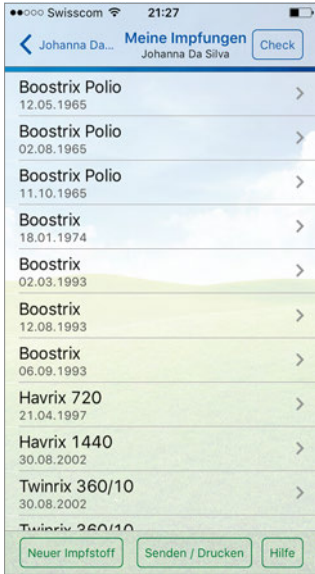 Swisscom 21:27
Johanna Da... Meine Impfungen Check
Johanna Da Silva
Boostrix Polio
12.05.1965
Boostrix Polio
02.08.1965
Boostrix Polio
11.10.1965
Boostrix
18.01.1974
Boostrix
02.03.1993
Boostrix
12.08.1993
Boostrix
06.09.1993
Havrix 720
21.04.1997
Havrix 1440
30.08.2002
Twinrix 360/10
30.08.2002
Twinrix 360/10
Neuer Impfstoff Senden / Drucken Hilfe